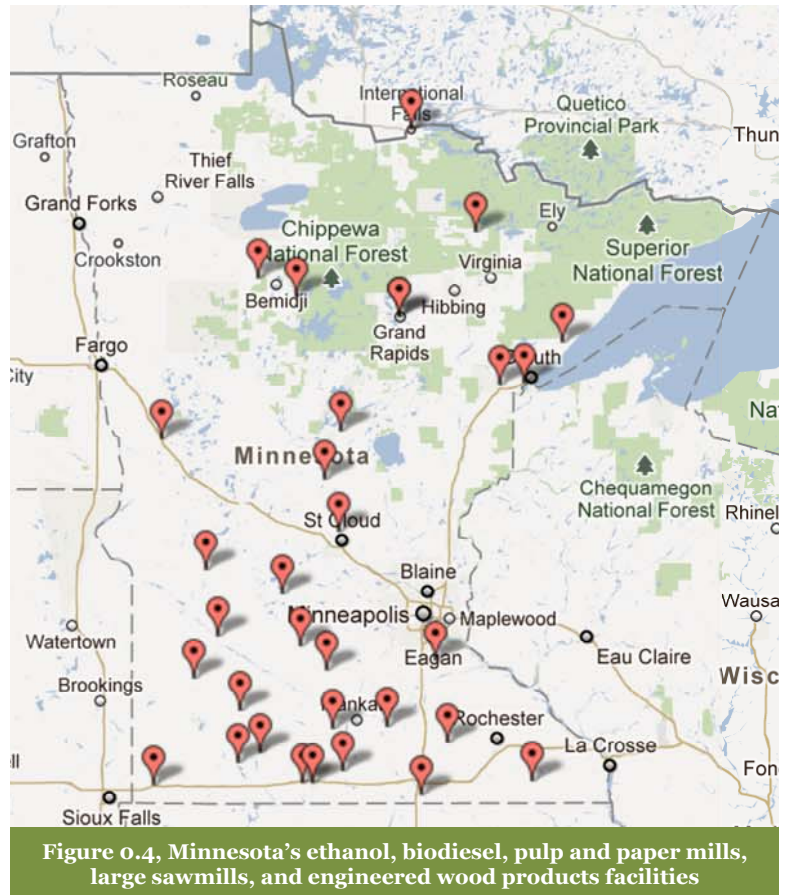 Roseau
International
Falls
Quetico
Provincial Park
Thun
Grafton
Thief
River Falls
Grand Forks
Ely
Crookston
Chippewa
National Forest
Superior
National Forest
Virginia
Bemidji
Hibbing
Grand
Rapids
Fargo
City
Na
Minnesota
Chequamegon
National Forest
Rhinel
St Cloud
Blaine
Wausa
Minneapolis
Maplewood
Watertown
Eagan
Eau Claire
Wisc
Brookings
Rochester
La Crosse
Fon
Sioux Falls
Figure 0.4, Minnesota's ethanol, biodiesel, pulp and paper mills,
large sawmills, and engineered wood products facilities